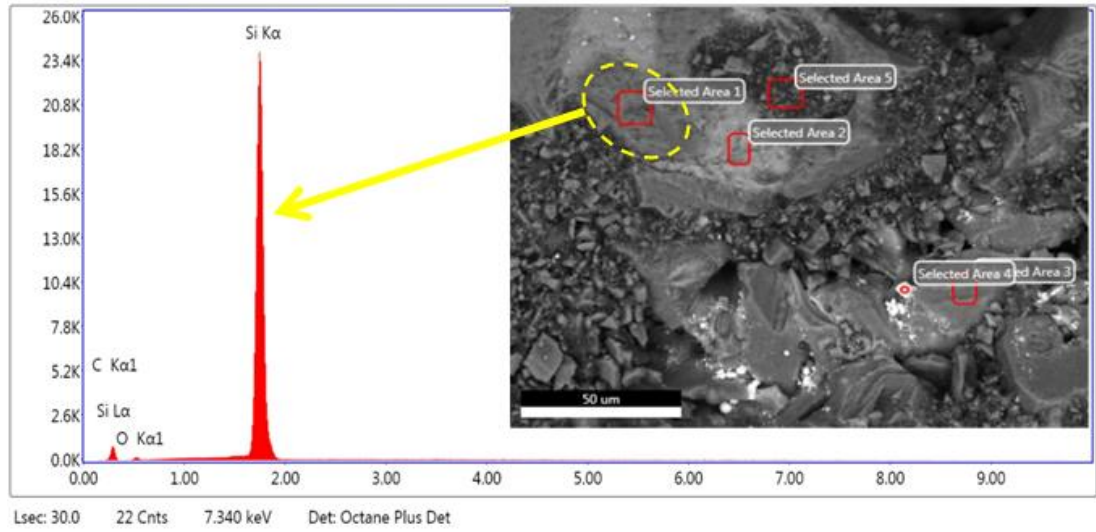 26.0K
23.4K
20.8K
18.2K
15.6K
13.0K
10.4K
7.8K
5.2K
2.6K
0.0K
Si Kα
C Kα1
Si Lα
O Kα1
0.00 1.00 2.00 3.00 4.00 5.00 6.00 7.00 8.00 9.00
Selected Area 1
Selected Area 5
Selected Area 2
Selected Area 4 ed Area 3
50 um
Lsec: 30.0 22 Cnts 7.340 keV Det: Octane Plus Det